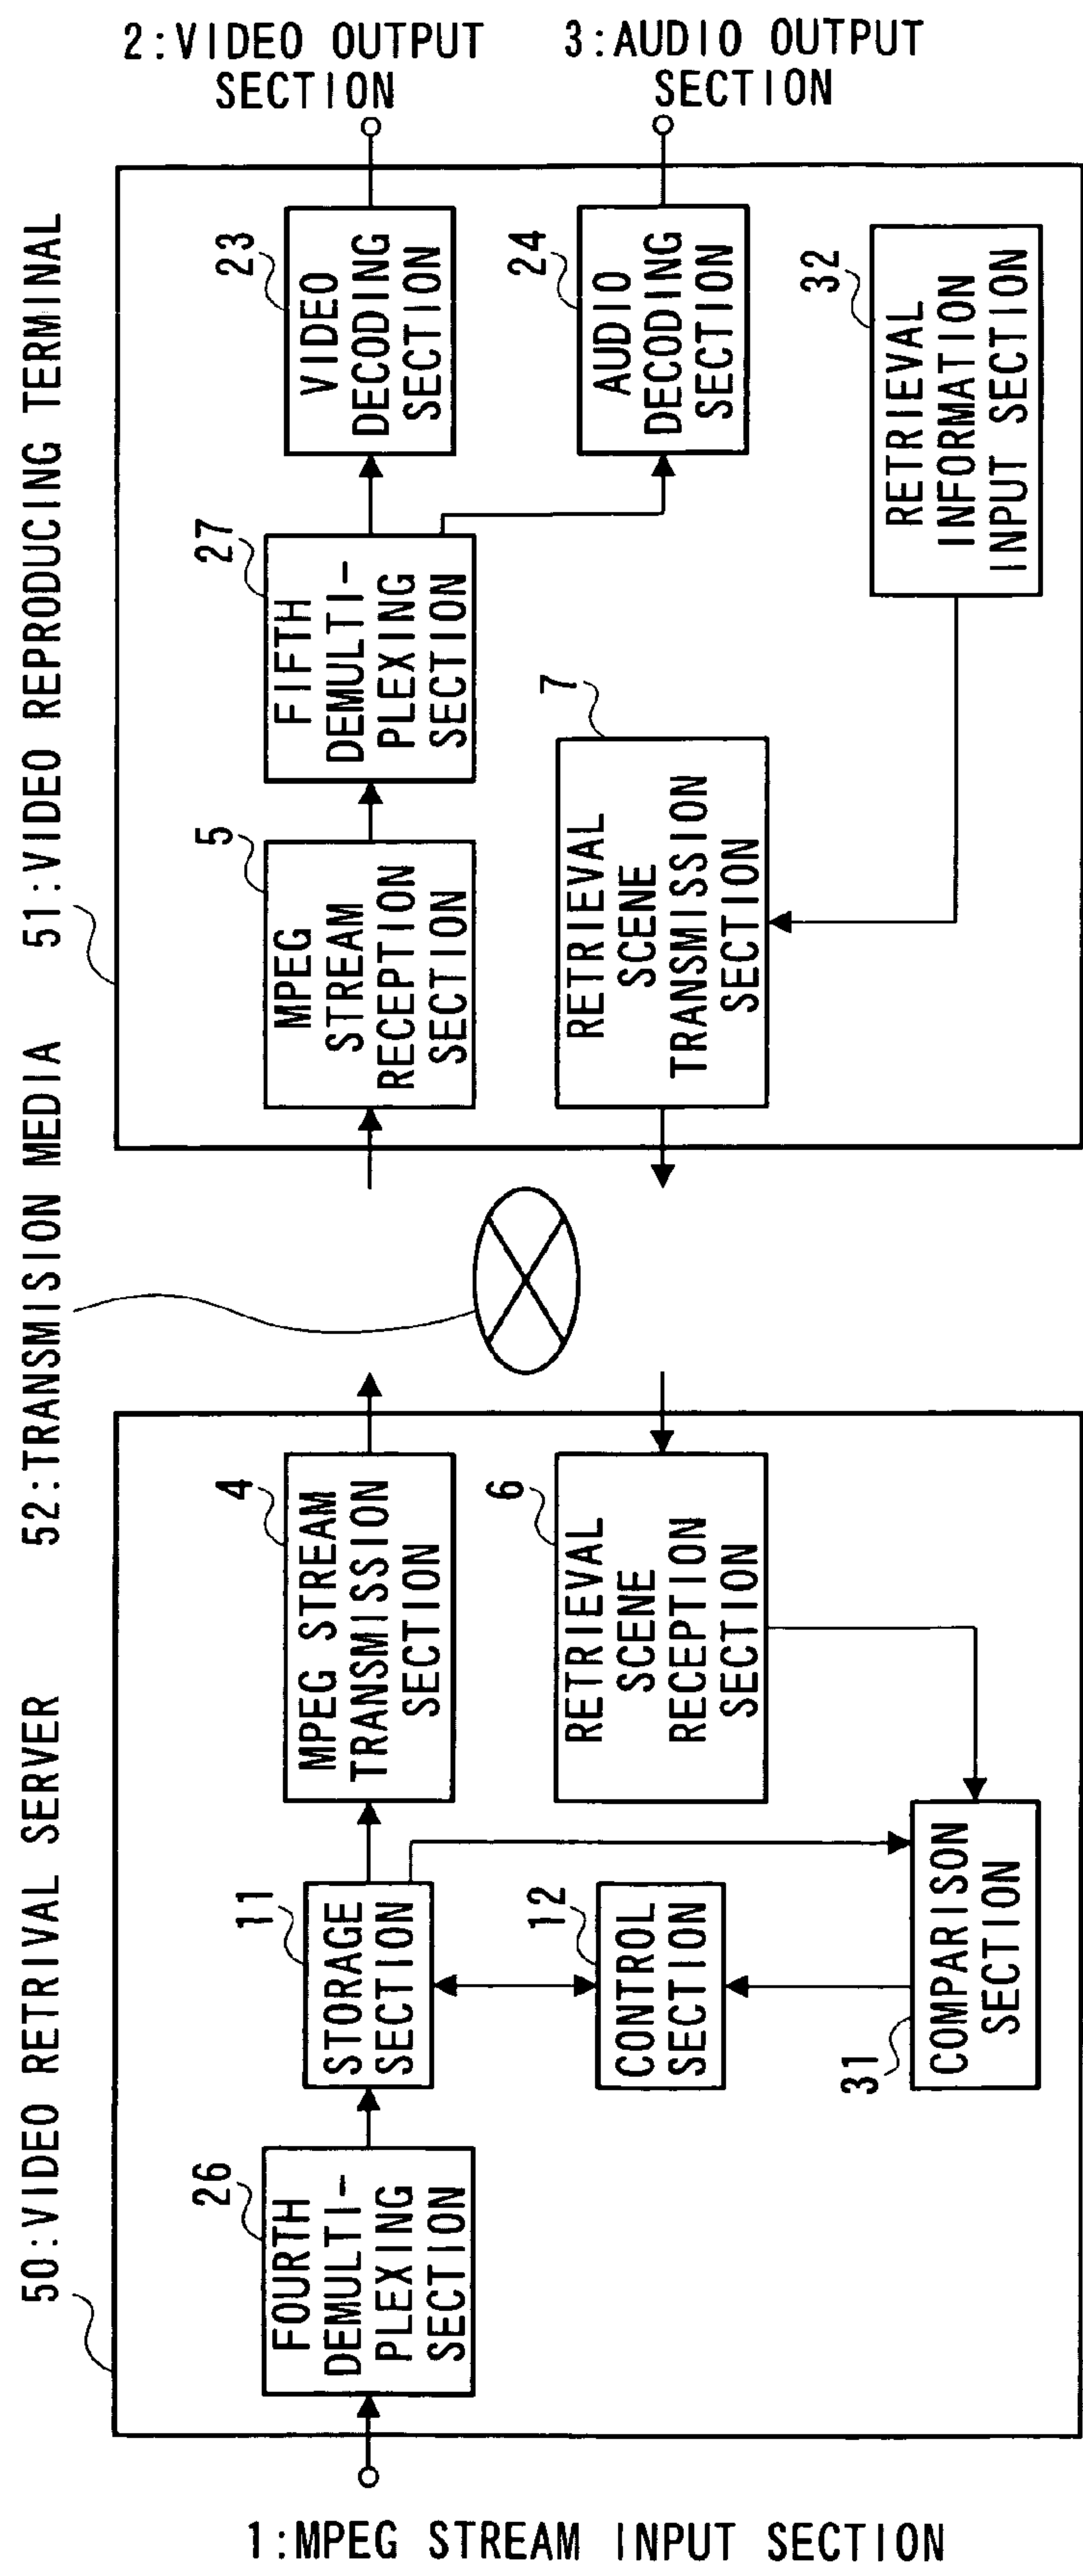 50:VIDEO RETRIVAL SERVER
52:TRANSMISION MEDIA
51:VIDEO REPRODUCING TERMINAL
1:MPEG STREAM INPUT SECTION
26
FOURTH
DEMULTI-
PLEXING
SECTION
11
STORAGE
SECTION
4
MPEG STREAM
TRANSMISSION
SECTION
12
CONTROL
SECTION
6
RETRIEVAL
SCENE
RECEPTION
SECTION
31
COMPARISON
SECTION
5
MPEG
STREAM
RECEPTION
SECTION
27
FIFTH
DEMULTI-
PLEXING
SECTION
23
VIDEO
DECODING
SECTION
2:VIDEO OUTPUT
SECTION
7
RETRIEVAL
SCENE
TRANSMISSION
SECTION
24
AUDIO
DECODING
SECTION
3:AUDIO OUTPUT
SECTION
32
RETRIEVAL
INFORMATION
INPUT SECTION